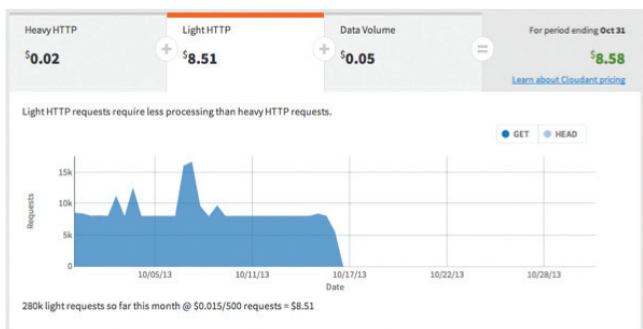 Heavy HTTP
$0.02
+
Light HTTP
$8.51
+
Data Volume
$0.05
=
For period ending Oct 31
$8.58
Learn about Cloudant pricing
Light HTTP requests require less processing than heavy HTTP requests.
GET HEAD
15k
10k
5k
0
Requests
10/05/13 10/11/13 10/17/13 10/22/13 10/28/13
Date
280k light requests so far this month @ $0.015/500 requests = $8.51